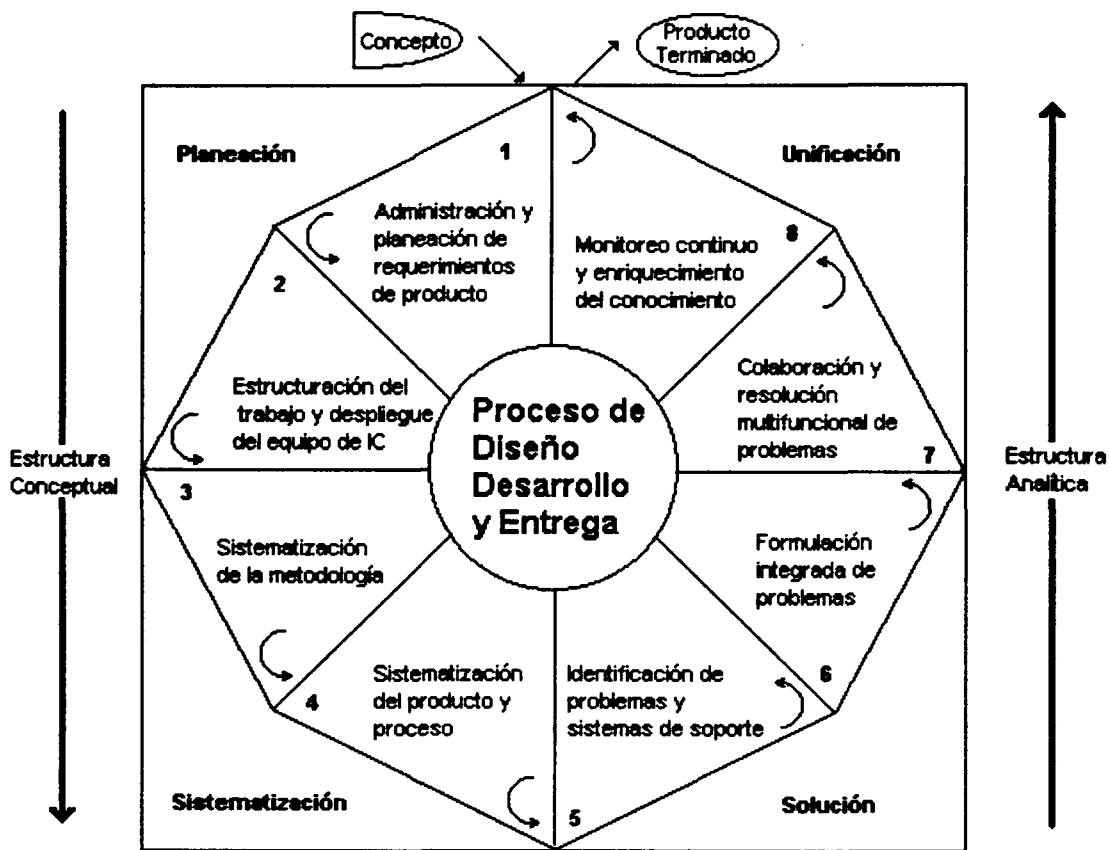 Concepto
Producto
Terminado
Planeación
Unificación
1
Administración y
planeación de
requerimientos
de producto
2
Estructuración del
trabajo y despliegue
del equipo de IC
3
Sistematización
de la metodología
4
Sistematización
del producto y
proceso
5
Identificación de
problemas y
sistemas de soporte
6
Formulación
integrada de
problemas
7
Colaboración y
resolución
multifuncional de
problemas
8
Monitoreo continuo
y enriquecimiento
del conocimiento
Proceso de
Diseño
Desarrollo
y Entrega
Estructura
Conceptual
Estructura
Analítica
Sistematización
Solución